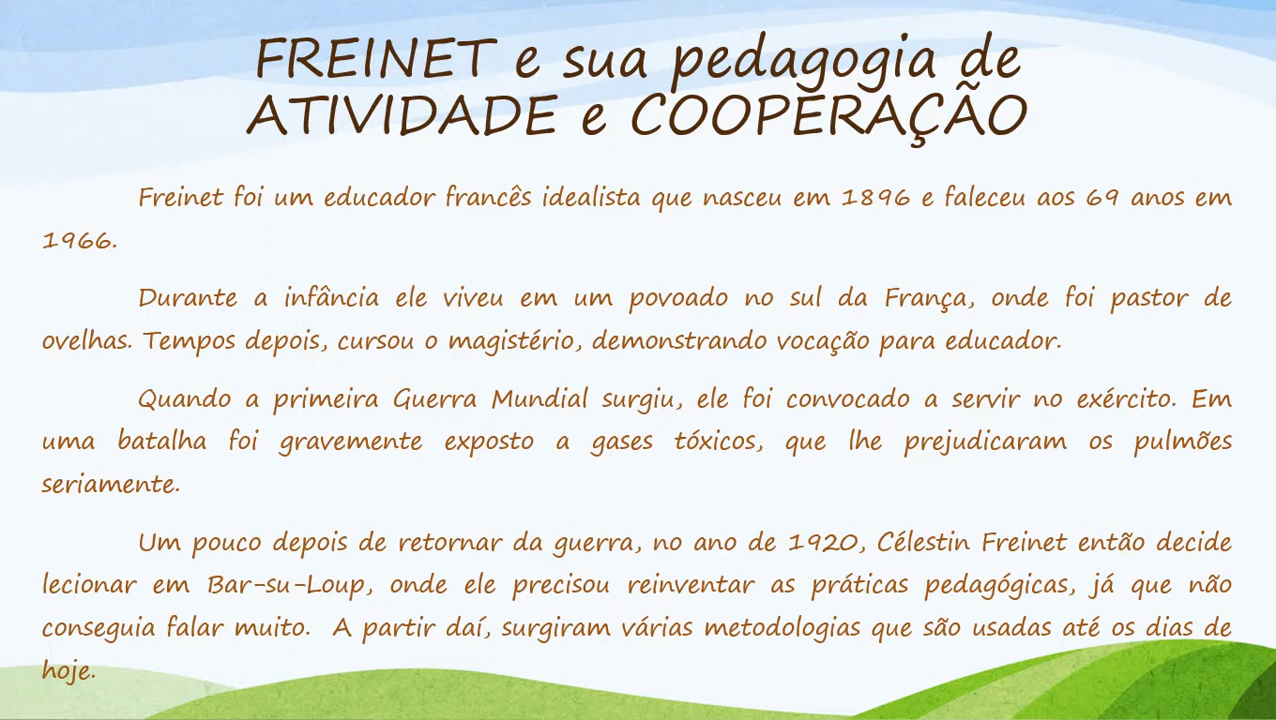 FREINET e sua pedagogia de
ATIVIDADE e COOPERAÇÃO
Freinet foi um educador francês idealista que nasceu em 1896 e faleceu aos 69 anos em
1966.
Durante a infância ele viveu em um povoado no sul da França, onde foi pastor de
ovelhas. Tempos depois, cursou o magistério, demonstrando vocação para educador.
Quando a primeira Guerra Mundial surgiu, ele foi convocado a servir no exército. Em
uma batalha foi gravemente exposto a gases tóxicos, que lhe prejudicaram os pulmões
seriamente.
Um pouco depois de retornar da guerra, no ano de 1920, Célestin Freinet então decide
lecionar em Bar-su-Loup, onde ele precisou reinventar as práticas pedagógicas, já que não
conseguia falar muito.  A partir daí, surgiram várias metodologias que são usadas até os dias de
hoje.